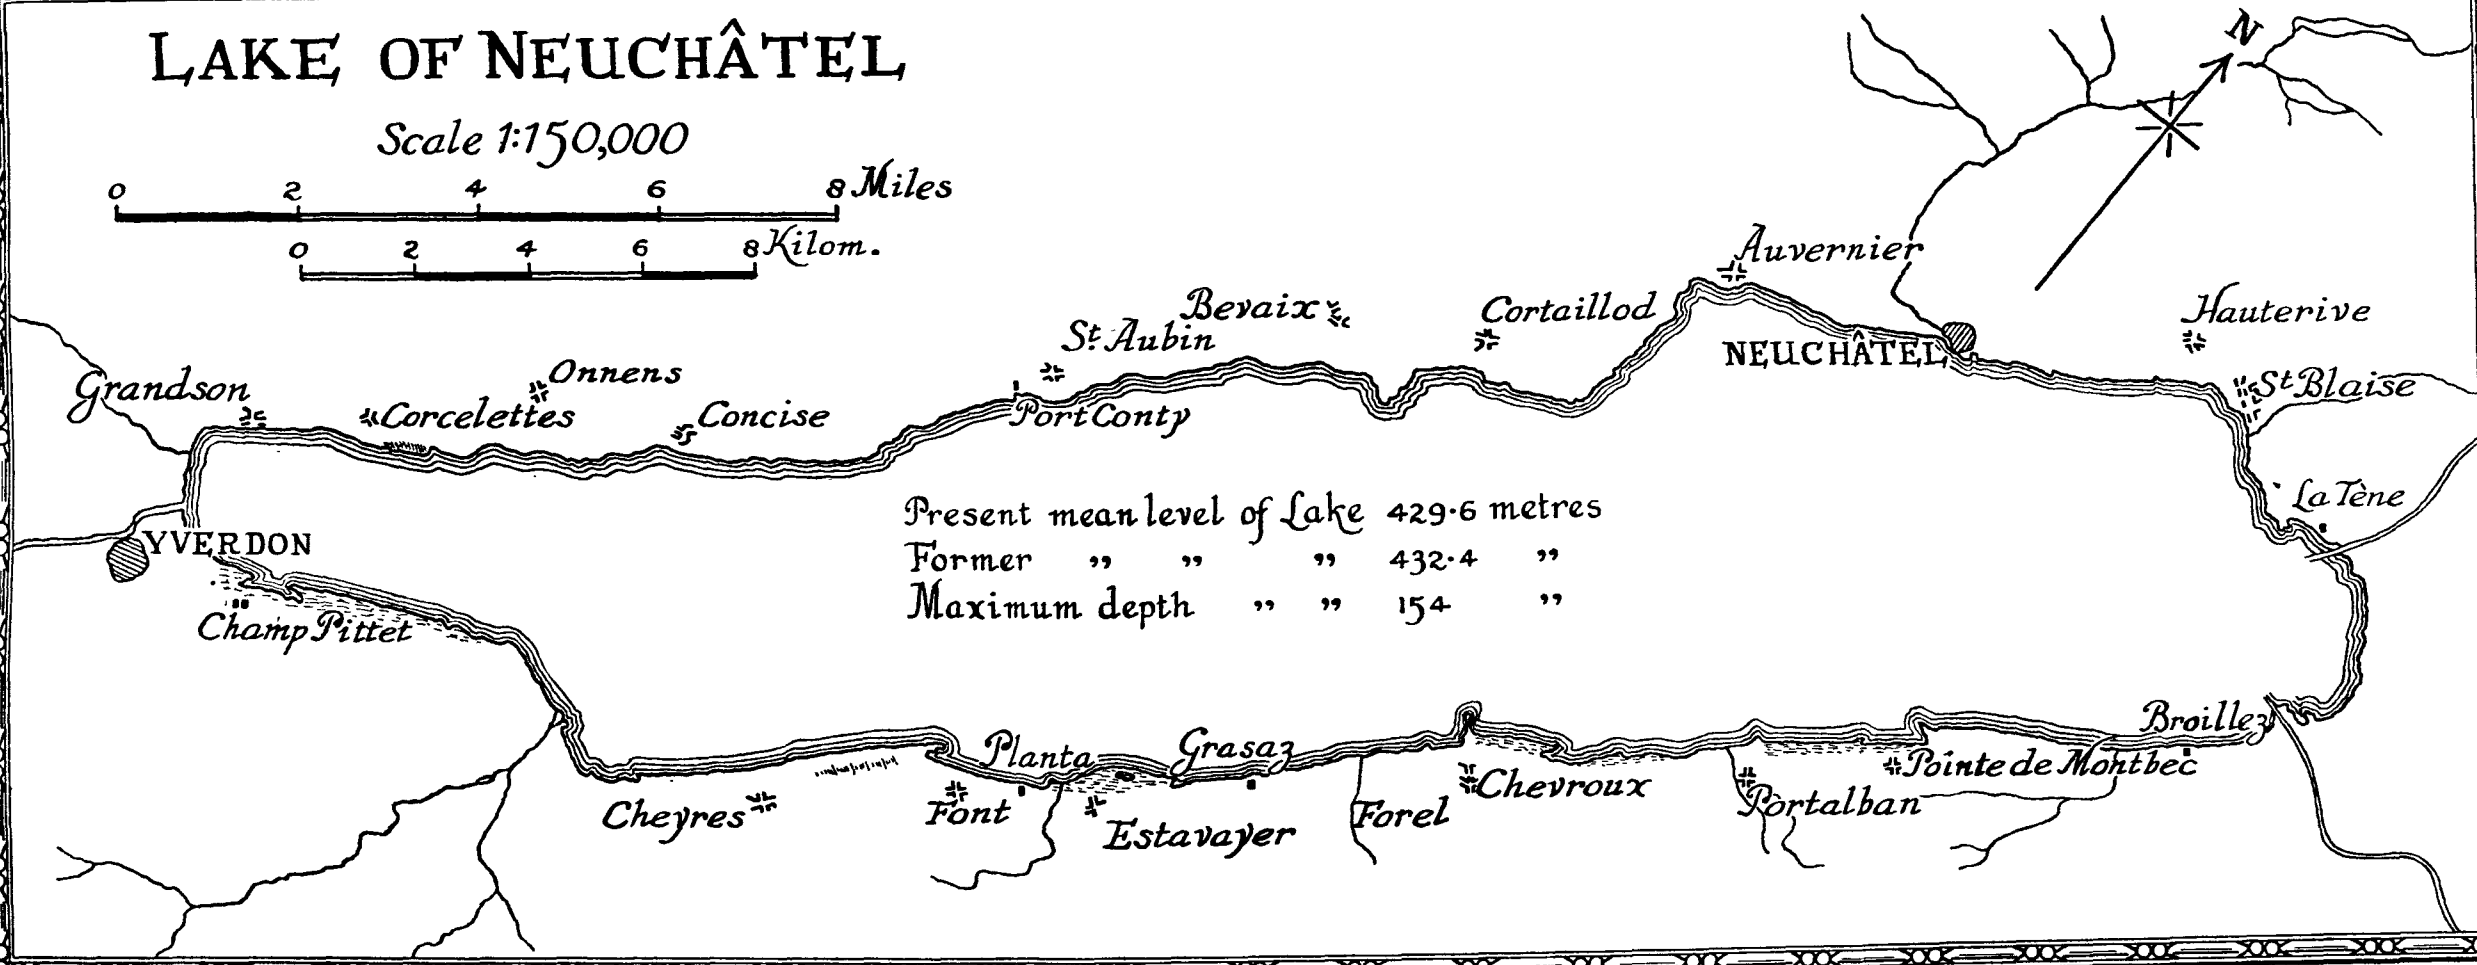 LAKE OF NEUCHÂTEL
Scale 1:150,000
0 2 4 6 8 Miles
0 2 4 6 8 Kilom.
N
Auvernier
Bevaix
Cortaillod
Hauterive
St. Aubin
NEUCHÂTEL
Onnens
Grandson
St. Blaise
Corcelettes
Concise
Port Conty
La Tène
Present mean level of Lake 429·6 metres
Former „ „ „ 432·4 „
Maximum depth „ „ 154 „
YVERDON
Champ Pittet
Broillez
Planta
Grasaz
Pointe de Montbec
Chevroux
Cheyres
Font
Forel
Portalban
Estavayer